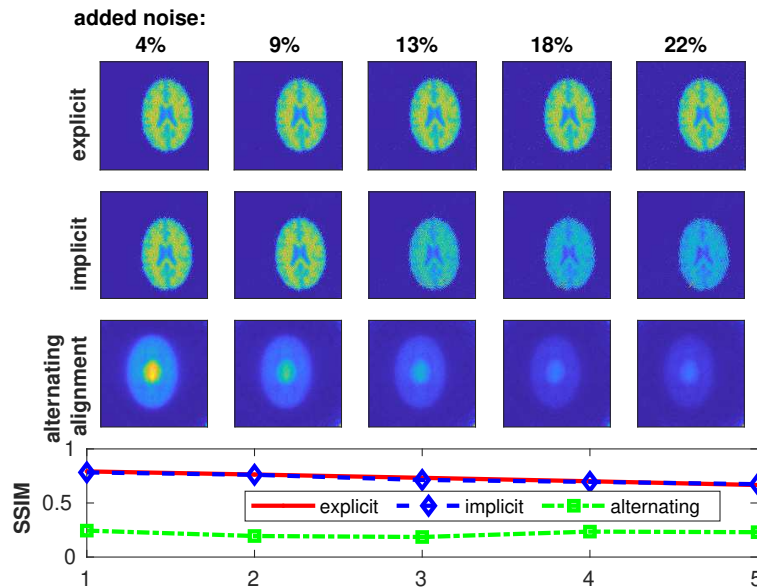 added noise:
4% 9% 13% 18% 22%
explicit
implicit
alternating
alignment
1
0.5
0
SSIM
explicit implicit alternating
1 2 3 4 5